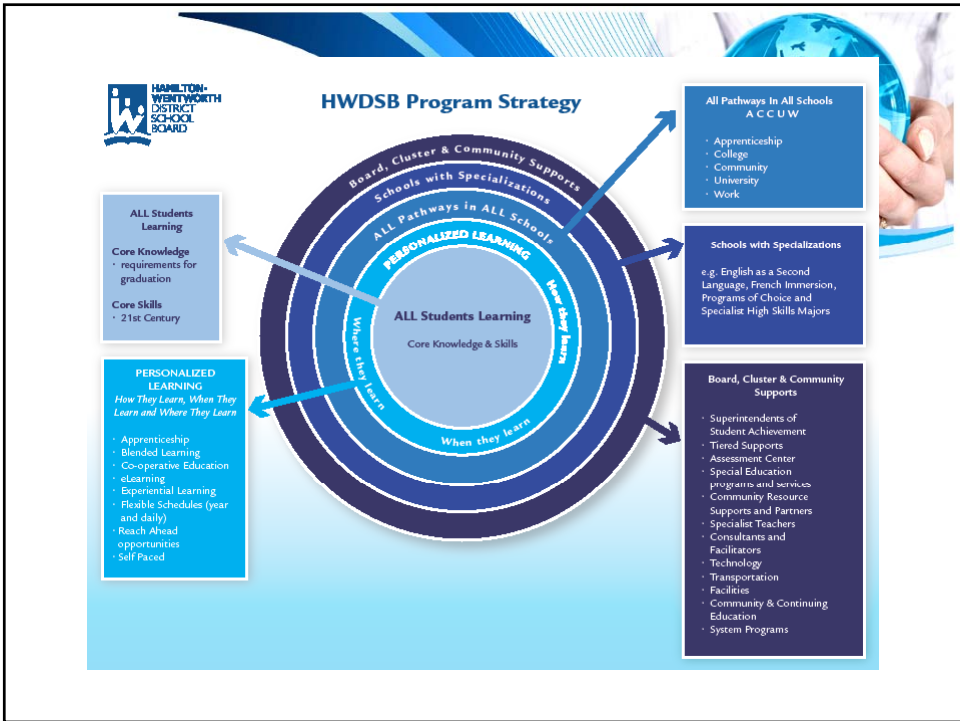 HAMILTON-
WENTWORTH
DISTRICT
SCHOOL
BOARD
HWDSB Program Strategy
Board, Cluster & Community Supports
Schools with Specializations
ALL Pathways in ALL Schools
PERSONALIZED LEARNING
How they learn
When they learn
Where they learn
ALL Students Learning
Core Knowledge & Skills
ALL Students
Learning
Core Knowledge
· requirements for
graduation
Core Skills
· 21st Century
PERSONALIZED
LEARNING
How They Learn, When They
Learn and Where They Learn
· Apprenticeship
· Blended Learning
· Co-operative Education
· eLearning
· Experiential Learning
· Flexible Schedules (year
and daily)
· Reach Ahead
opportunities
· Self Paced
All Pathways In All Schools
A C C U W
· Apprenticeship
· College
· Community
· University
· Work
Schools with Specializations
e.g. English as a Second
Language, French Immersion,
Programs of Choice and
Specialist High Skills Majors
Board, Cluster & Community
Supports
· Superintendents of
Student Achievement
· Tiered Supports
· Assessment Center
· Special Education
programs and services
· Community Resource
Supports and Partners
· Specialist Teachers
· Consultants and
Facilitators
· Technology
· Transportation
· Facilities
· Community & Continuing
Education
· System Programs